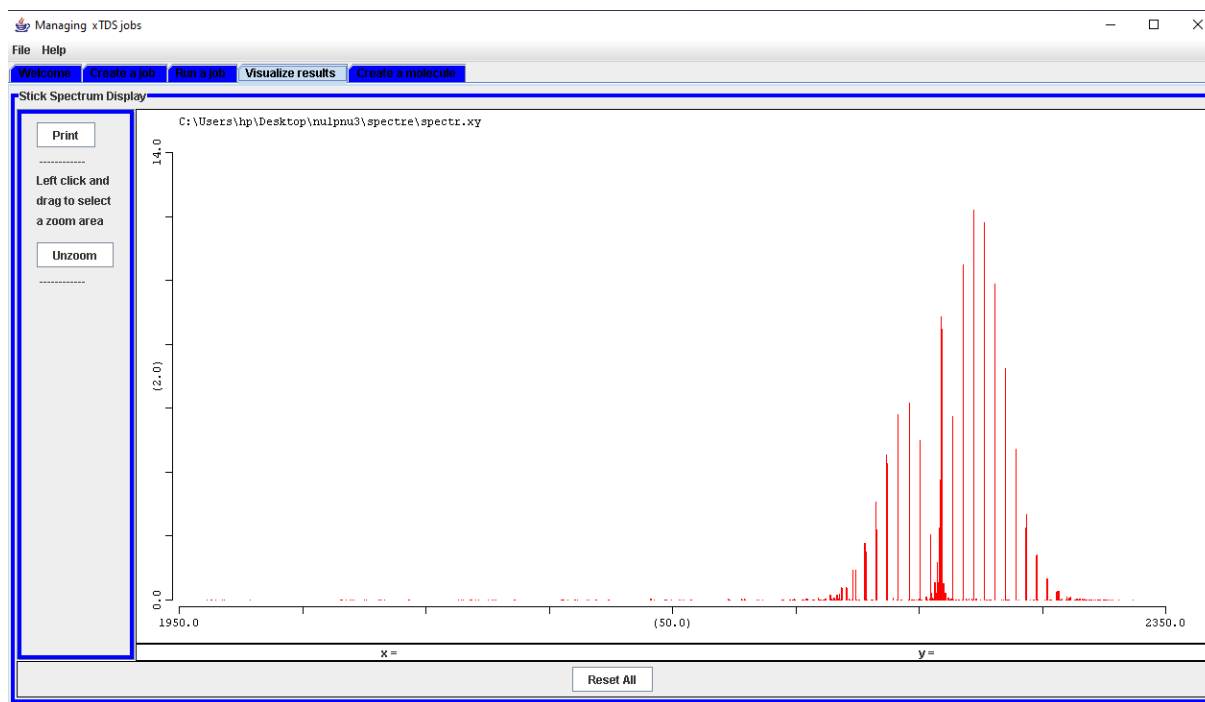 Managing xTDS jobs
File Help
Welcome Create a job Run a job Visualize results Create a molecule
Stick Spectrum Display
Print
------------
Left click and
drag to select
a zoom area
Unzoom
------------
C:\Users\hp\Desktop\nulpnu3\spectre\spectr.xy
14.0
(2.0)
0.0
1950.0 (50.0) 2350.0
x = y =
Reset All